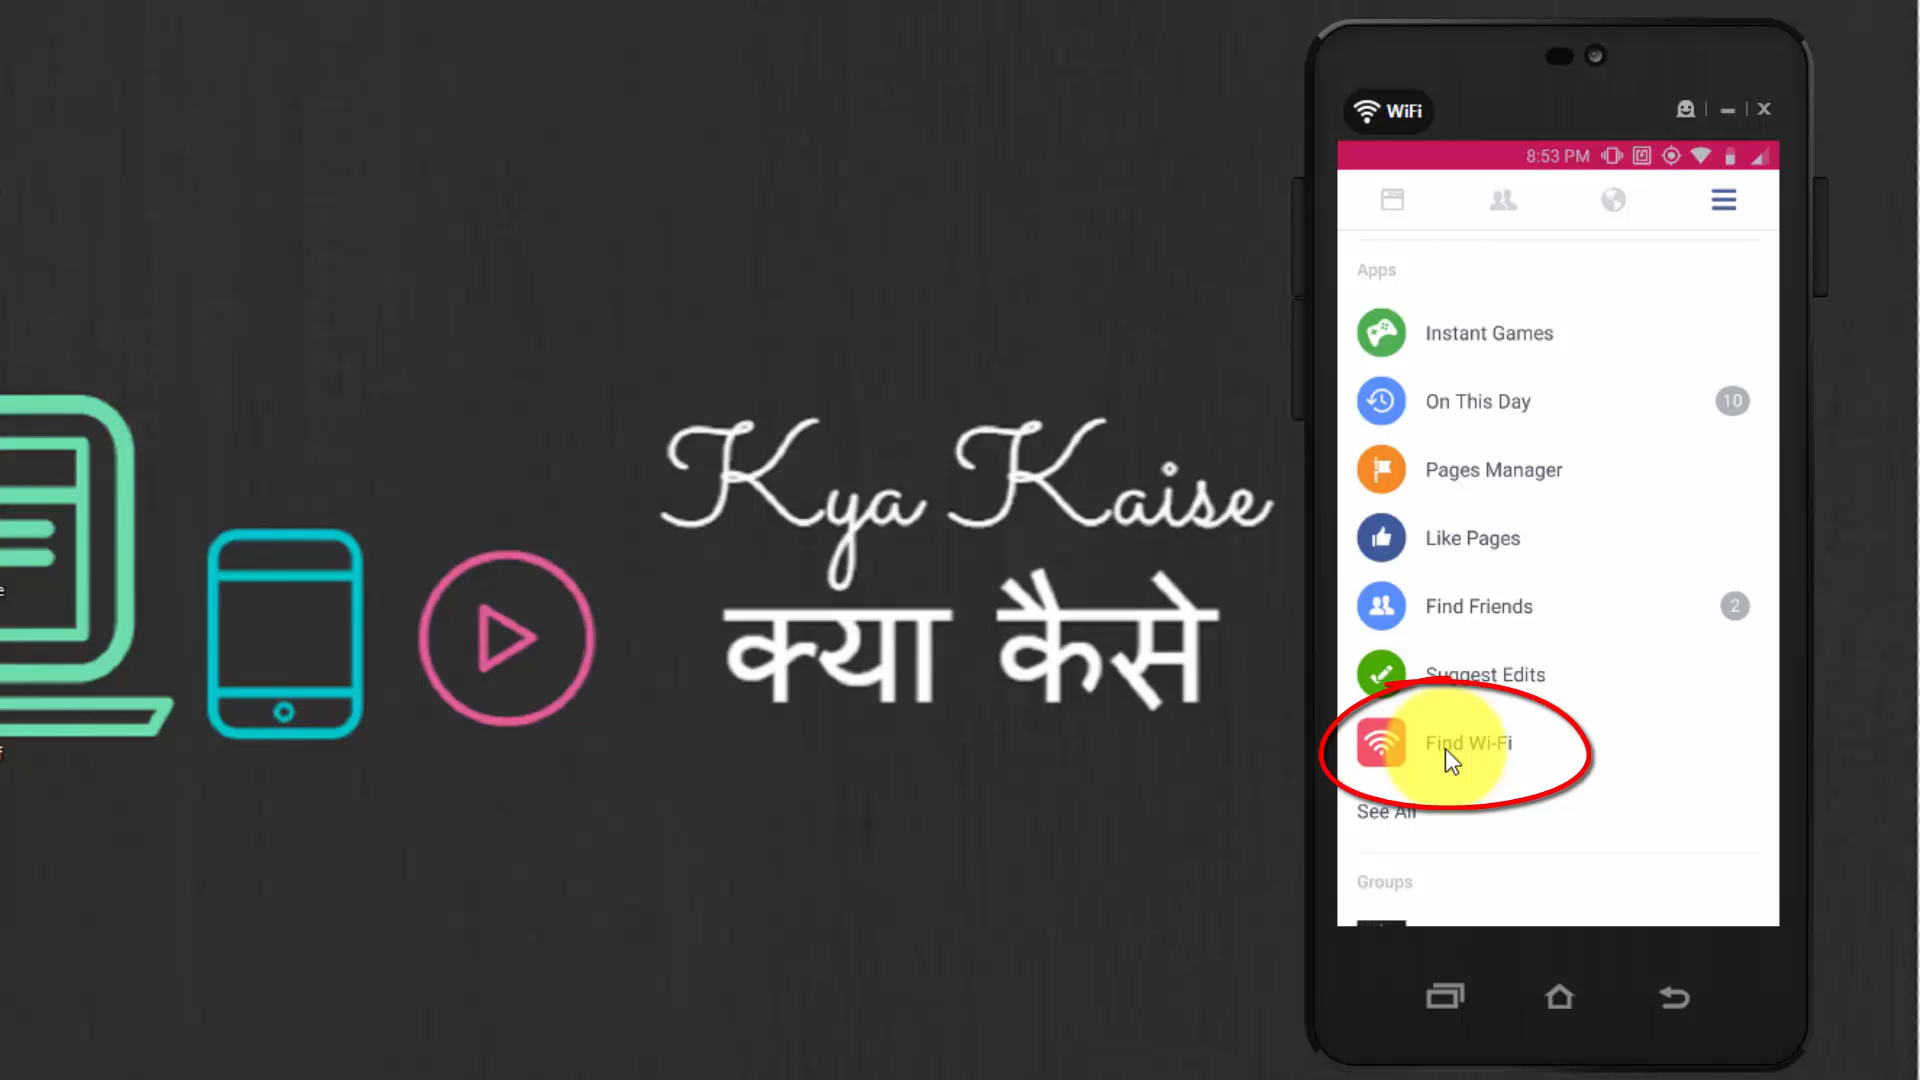 Kya Kaise
क्या कैसे
WiFi
8:53 PM
Apps
Instant Games
On This Day 10
Pages Manager
Like Pages
Find Friends 2
Suggest Edits
Find Wi-Fi
See All
Groups